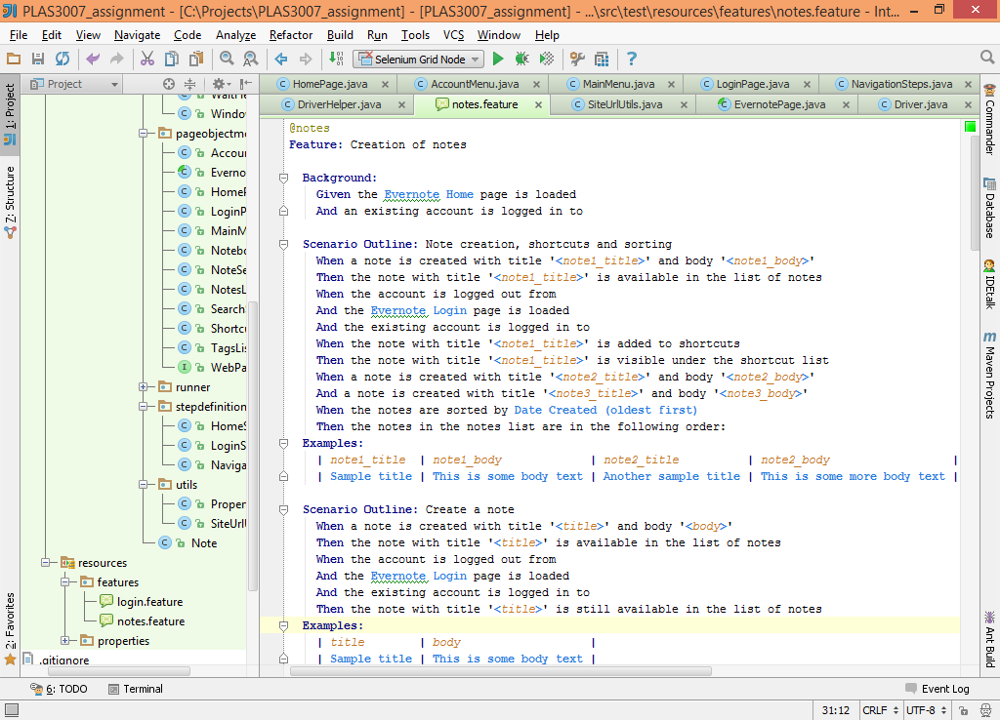 PLAS3007_assignment - [C:\Projects\PLAS3007_assignment] - [PLAS3007_assignment] - ...\src\test\resources\features\notes.feature - Int...
File Edit View Navigate Code Analyze Refactor Build Run Tools VCS Window Help
Selenium Grid Node
Project
HomePage.java AccountMenu.java MainMenu.java LoginPage.java NavigationSteps.java
DriverHelper.java notes.feature SiteUrlUtils.java EvernotePage.java Driver.java
1: Project
Z: Structure
2: Favorites
Windo
pageobjectmo
Accou
Everno
HomeP
LoginP
MainM
Notebo
NoteSe
NotesL
Search
Shortcu
TagsLis
WebPa
runner
stepdefinition
HomeS
LoginS
Naviga
utils
Proper
SiteUrlU
Note
resources
features
login.feature
notes.feature
properties
.gitignore
@notes
Feature: Creation of notes
Background:
Given the Evernote Home page is loaded
And an existing account is logged in to
Scenario Outline: Note creation, shortcuts and sorting
When a note is created with title '<note1_title>' and body '<note1_body>'
Then the note with title '<note1_title>' is available in the list of notes
When the account is logged out from
And the Evernote Login page is loaded
And the existing account is logged in to
When the note with title '<note1_title>' is added to shortcuts
Then the note with title '<note1_title>' is visible under the shortcut list
When a note is created with title '<note2_title>' and body '<note2_body>'
And a note is created with title '<note3_title>' and body '<note3_body>'
When the notes are sorted by Date Created (oldest first)
Then the notes in the notes list are in the following order:
Examples:
| note1_title | note1_body | note2_title | note2_body |
| Sample title | This is some body text | Another sample title | This is some more body text |
Scenario Outline: Create a note
When a note is created with title '<title>' and body '<body>'
Then the note with title '<title>' is available in the list of notes
When the account is logged out from
And the Evernote Login page is loaded
And the existing account is logged in to
Then the note with title '<title>' is still available in the list of notes
Examples:
| title | body |
| Sample title | This is some body text |
Commander
Database
IDEtalk
Maven Projects
Ant Build
6: TODO Terminal Event Log
31:12 CRLF UTF-8